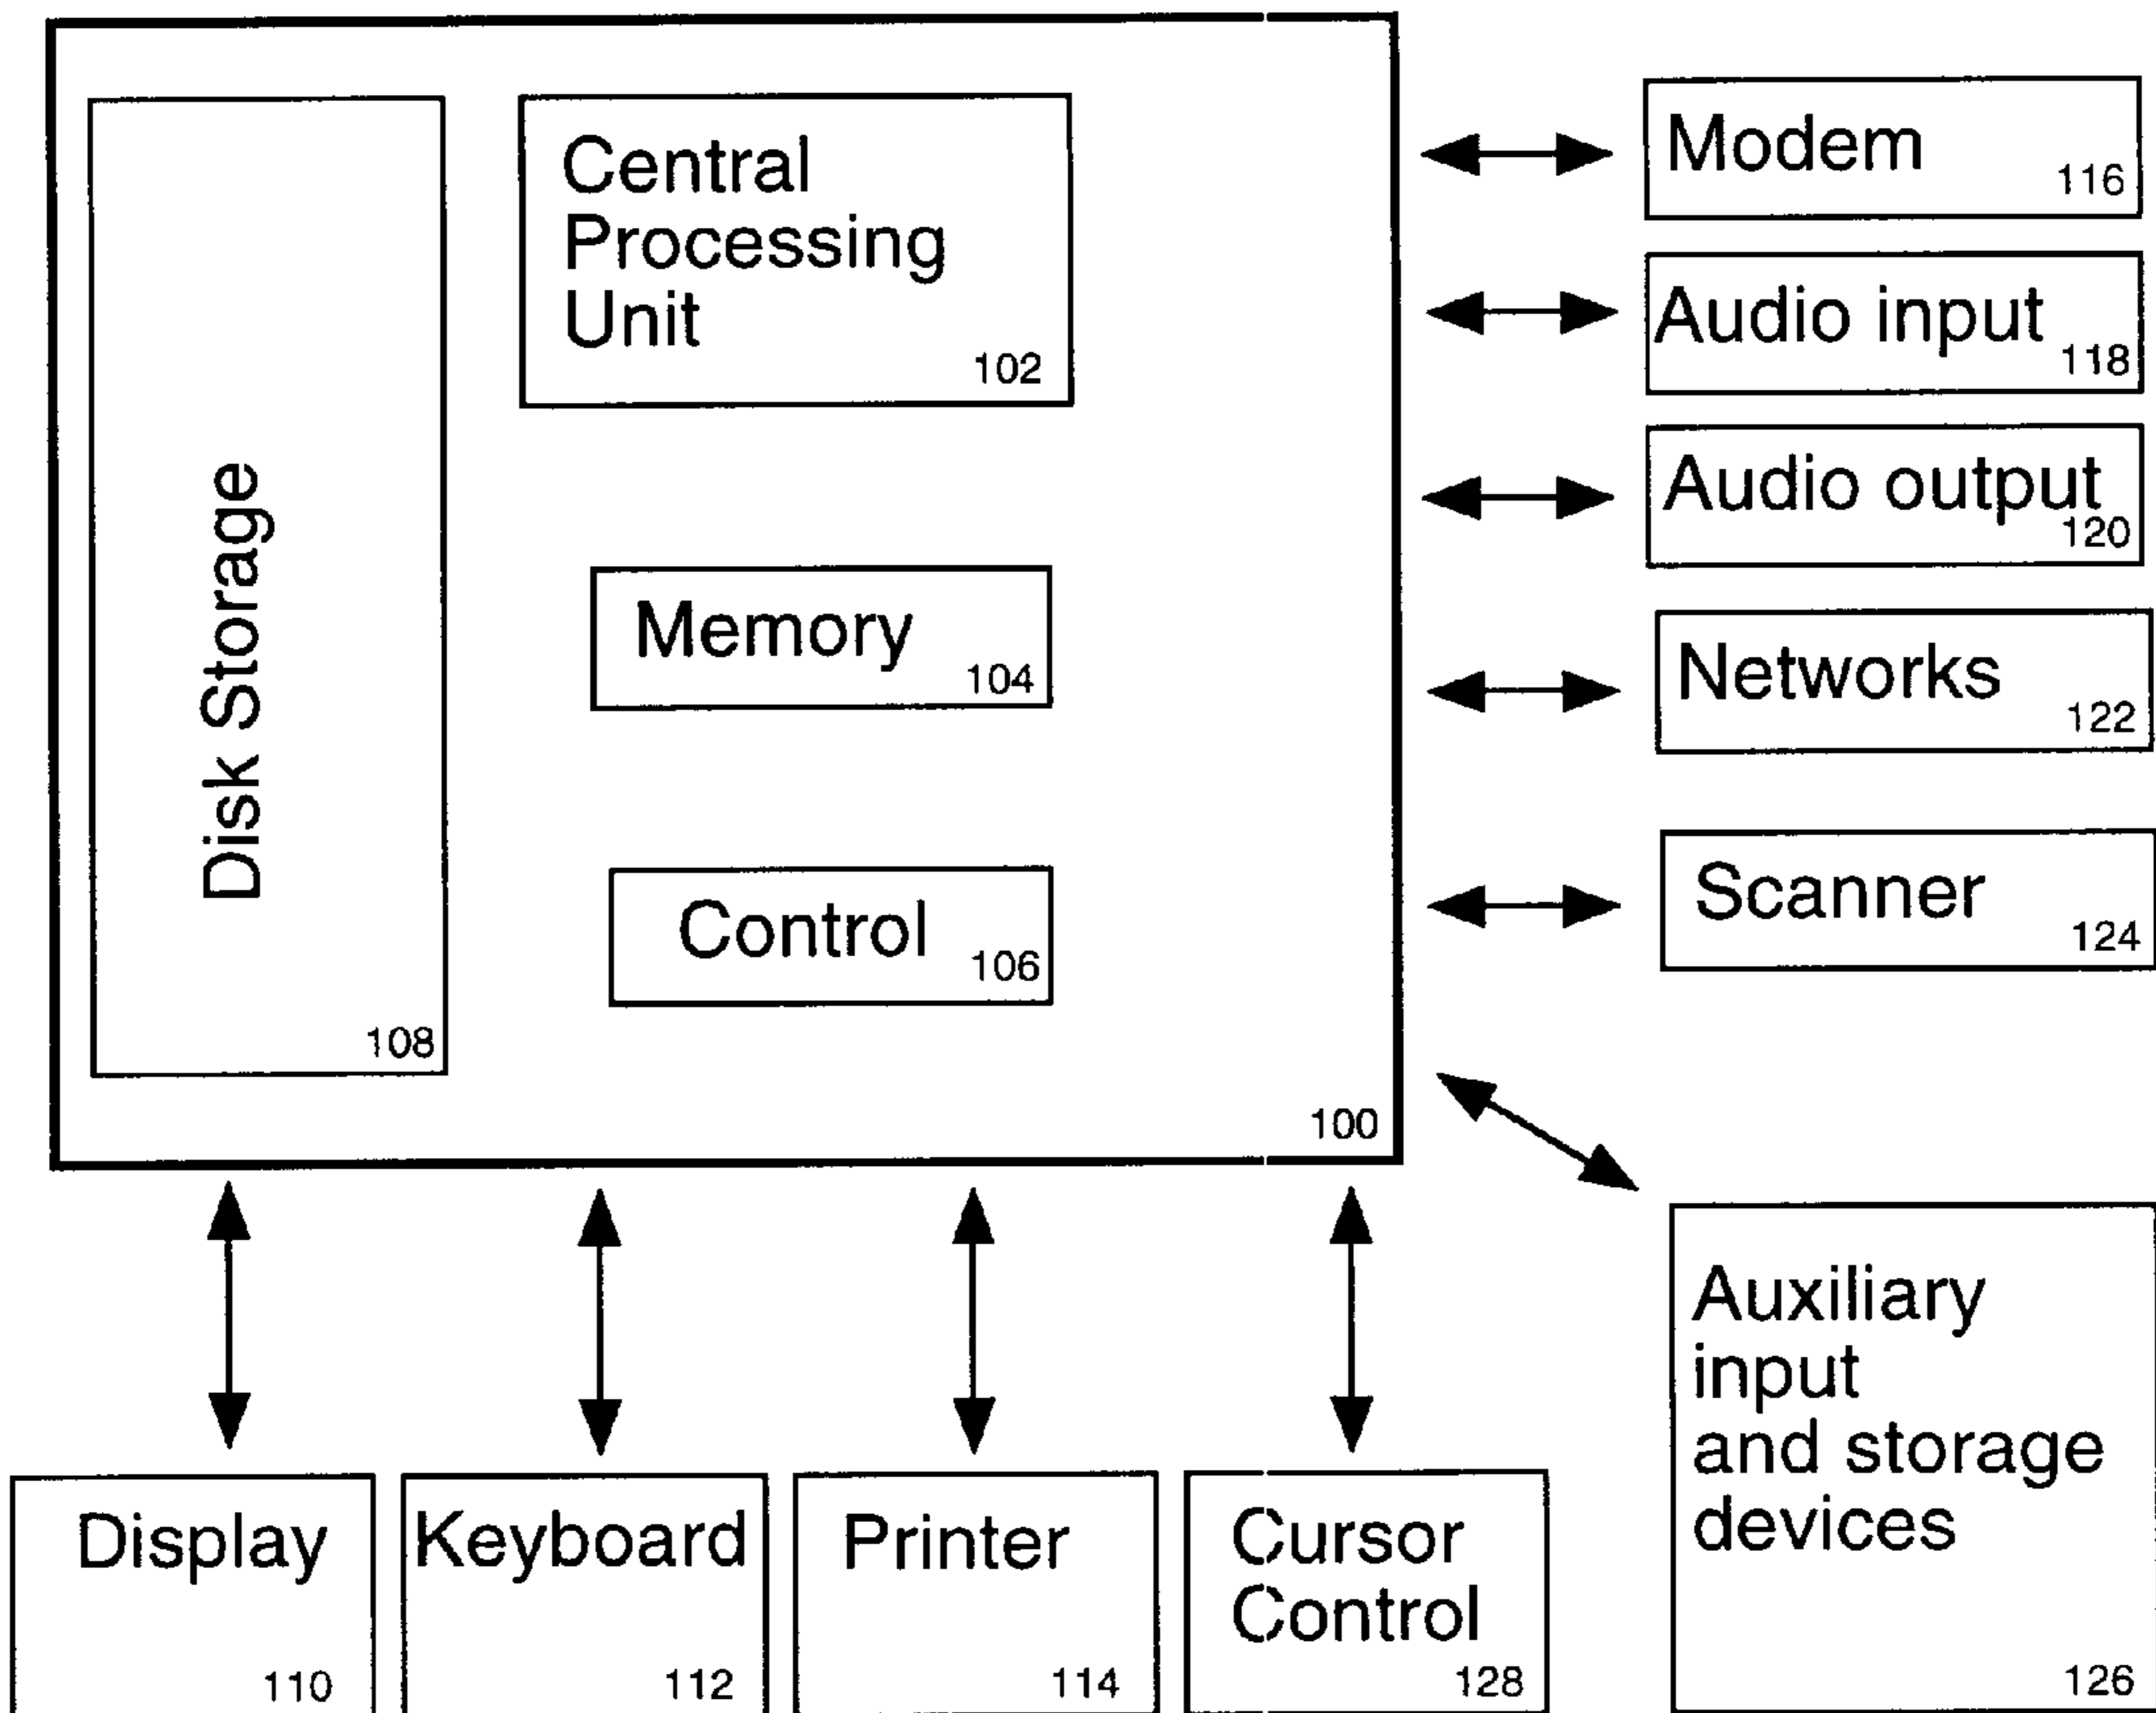 Disk Storage
108
Central
Processing
Unit
102
Memory
104
Control
106
100
Modem
116
Audio input
118
Audio output
120
Networks
122
Scanner
124
Auxiliary
input
and storage
devices
126
Display
110
Keyboard
112
Printer
114
Cursor
Control
128